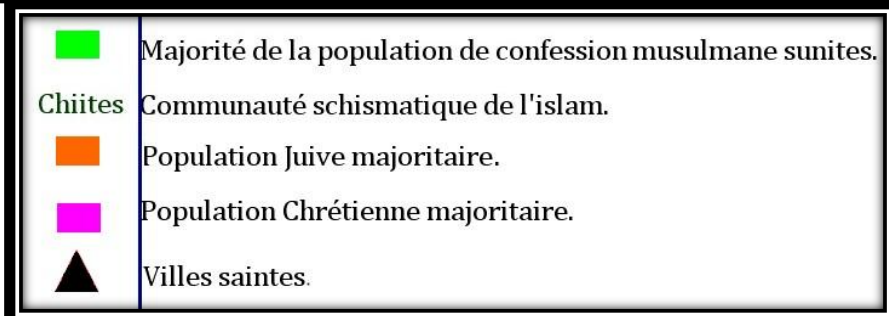 Majorité de la population de confession musulmane sunites.
Chiites Communauté schismatique de l'islam.
Population Juive majoritaire.
Population Chrétienne majoritaire.
Villes saintes.